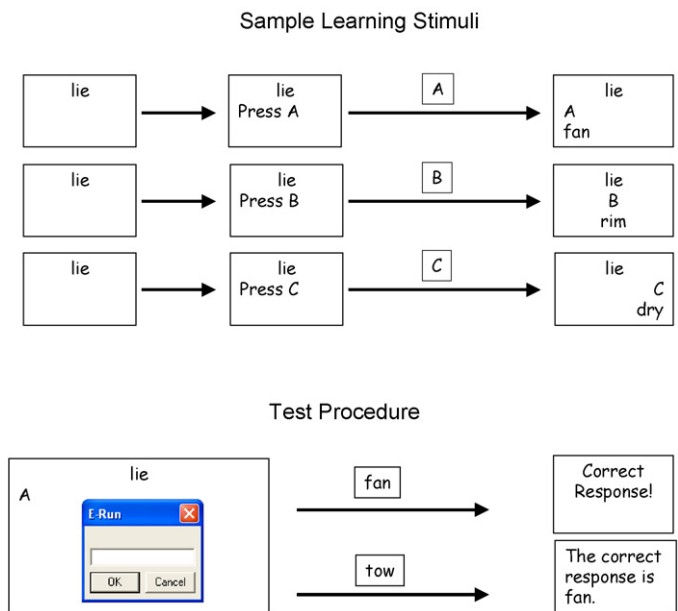 Sample Learning Stimuli
lie
lie
Press A
A
lie
A
fan
lie
lie
Press B
B
lie
B
rim
lie
lie
Press C
C
lie
C
dry
Test Procedure
lie
A
E-Run
OK
Cancel
fan
Correct
Response!
tow
The correct
response is
fan.